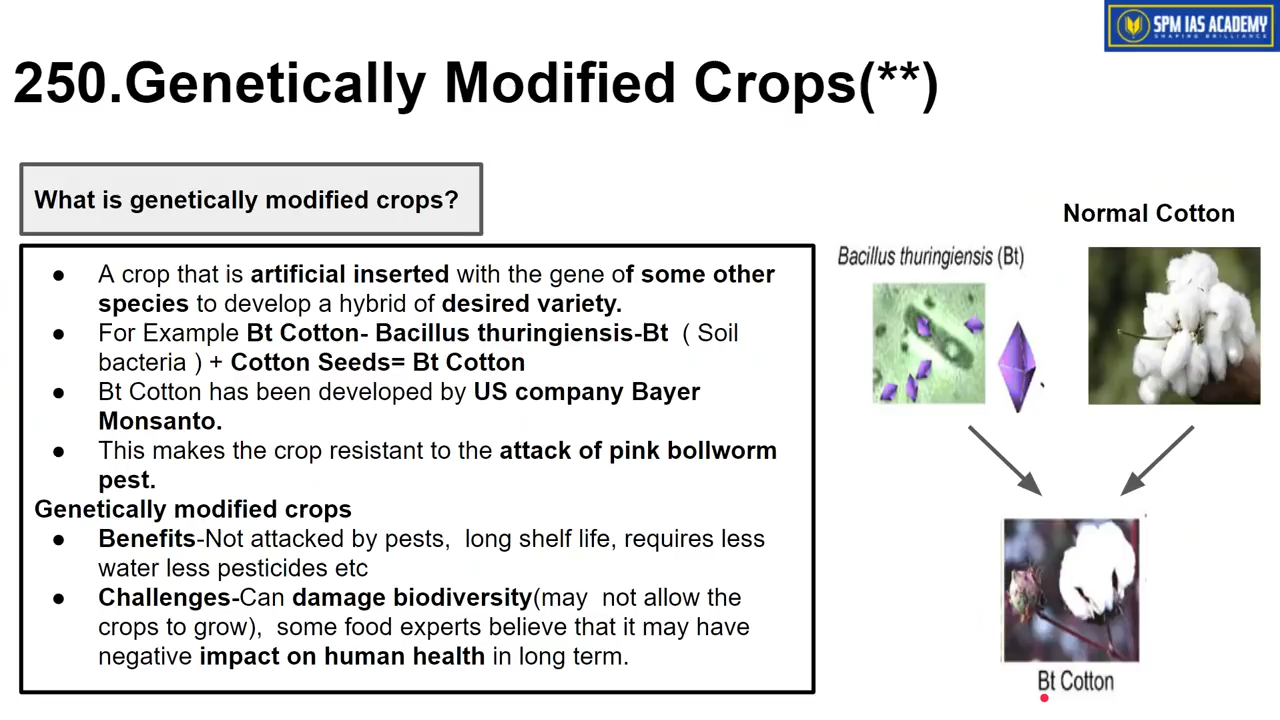 SPM IAS ACADEMY
SHAPING BRILLIANCE
250.Genetically Modified Crops(**)
What is genetically modified crops?
● A crop that is artificial inserted with the gene of some other
species to develop a hybrid of desired variety.
● For Example Bt Cotton- Bacillus thuringiensis-Bt ( Soil
bacteria ) + Cotton Seeds= Bt Cotton
● Bt Cotton has been developed by US company Bayer
Monsanto.
● This makes the crop resistant to the attack of pink bollworm
pest.
Genetically modified crops
● Benefits-Not attacked by pests, long shelf life, requires less
water less pesticides etc
● Challenges-Can damage biodiversity(may not allow the
crops to grow), some food experts believe that it may have
negative impact on human health in long term.
Normal Cotton
Bacillus thuringiensis (Bt)
Bt Cotton